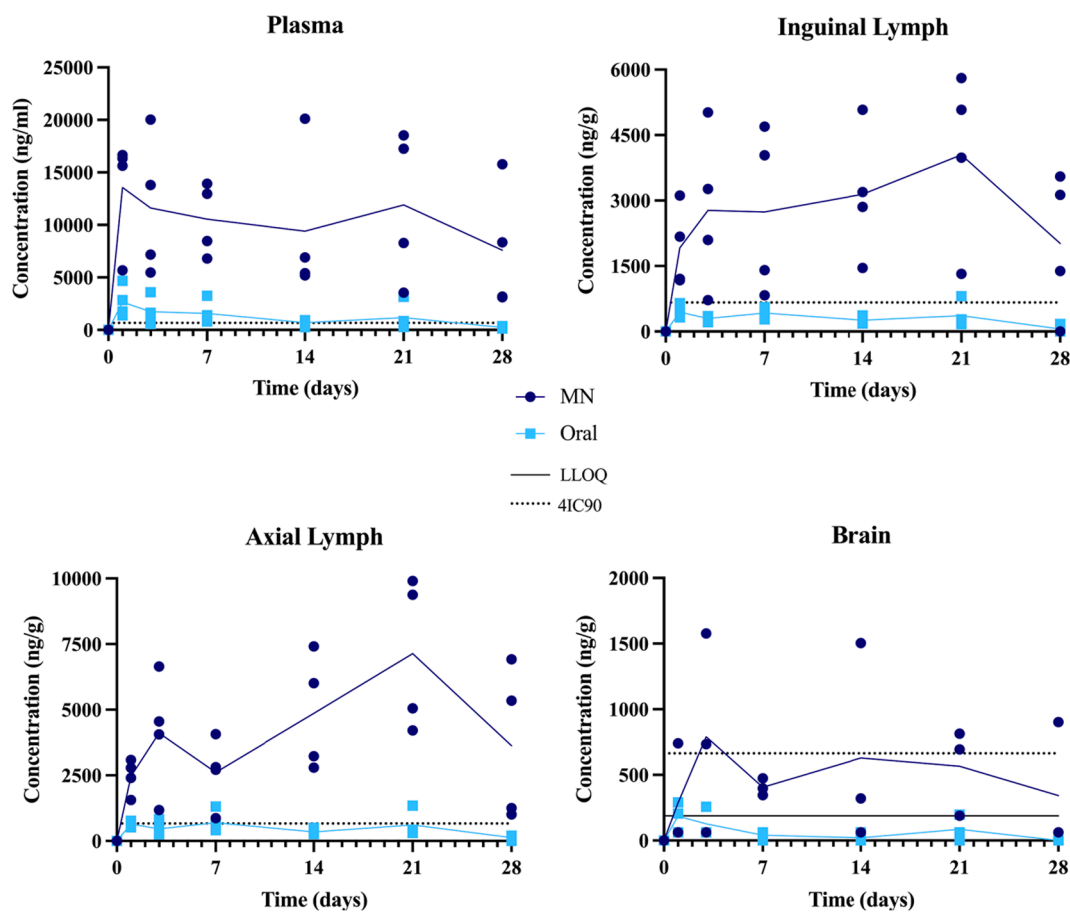 Plasma
Concentration (ng/ml)
25000
20000
15000
10000
5000
0
0 7 14 21 28
Time (days)
Inguinal Lymph
Concentration (ng/g)
6000
4500
3000
1500
0
0 7 14 21 28
Time (days)
MN
Oral
LLOQ
4IC90
Axial Lymph
Concentration (ng/g)
10000
7500
5000
2500
0
0 7 14 21 28
Time (days)
Brain
Concentration (ng/g)
2000
1500
1000
500
0
0 7 14 21 28
Time (days)